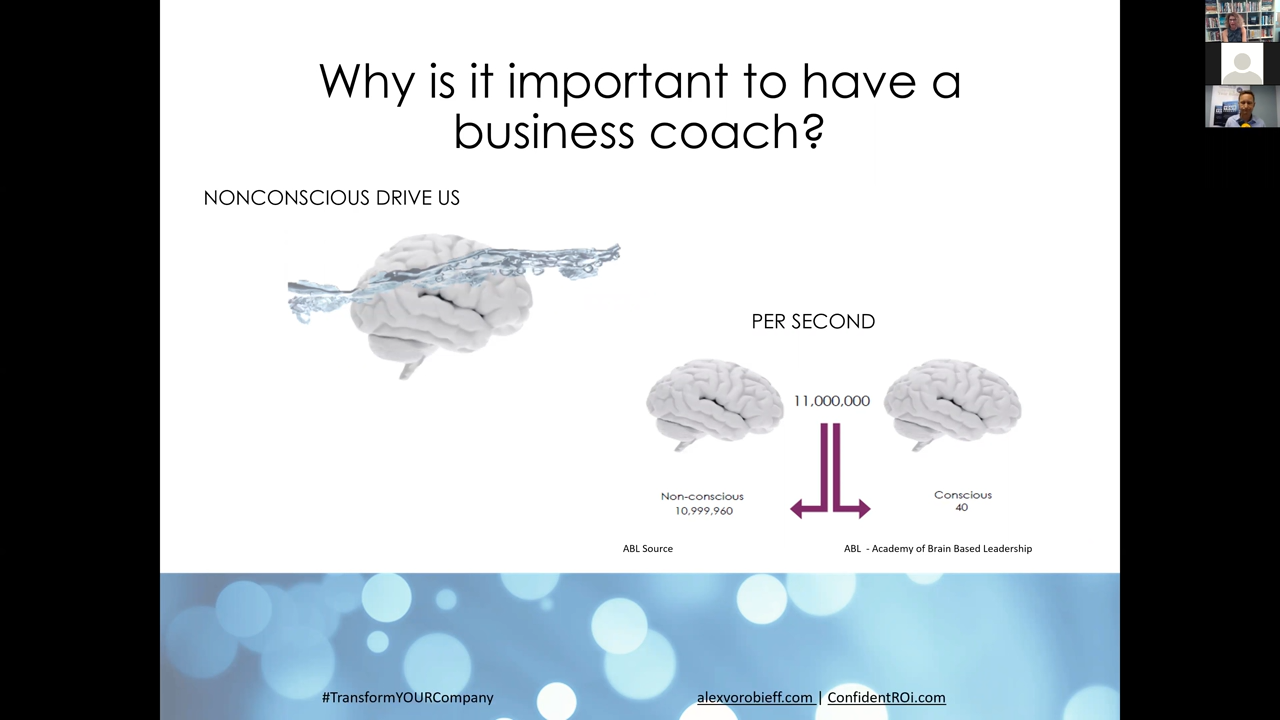 Why is it important to have a
business coach?
NONCONSCIOUS DRIVE US
PER SECOND
11,000,000
Non-conscious
10,999,960
Conscious
40
ABL Source
ABL - Academy of Brain Based Leadership
#TransformYOURCompany
alexvorobieff.com | ConfidentROi.com